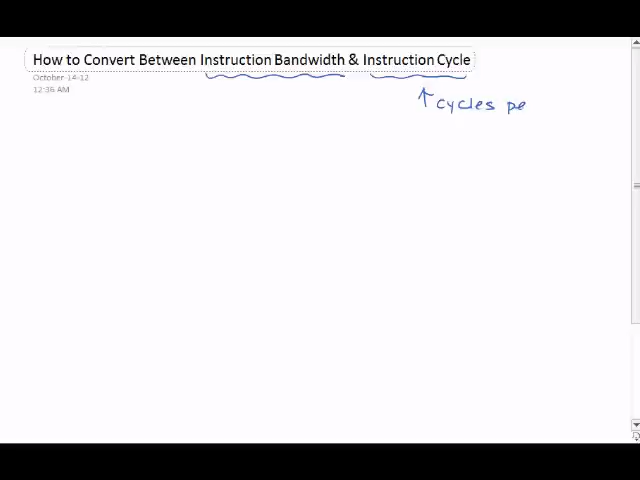 How to Convert Between Instruction Bandwidth & Instruction Cycle
October-14-12
12:36 AM
cycles pe